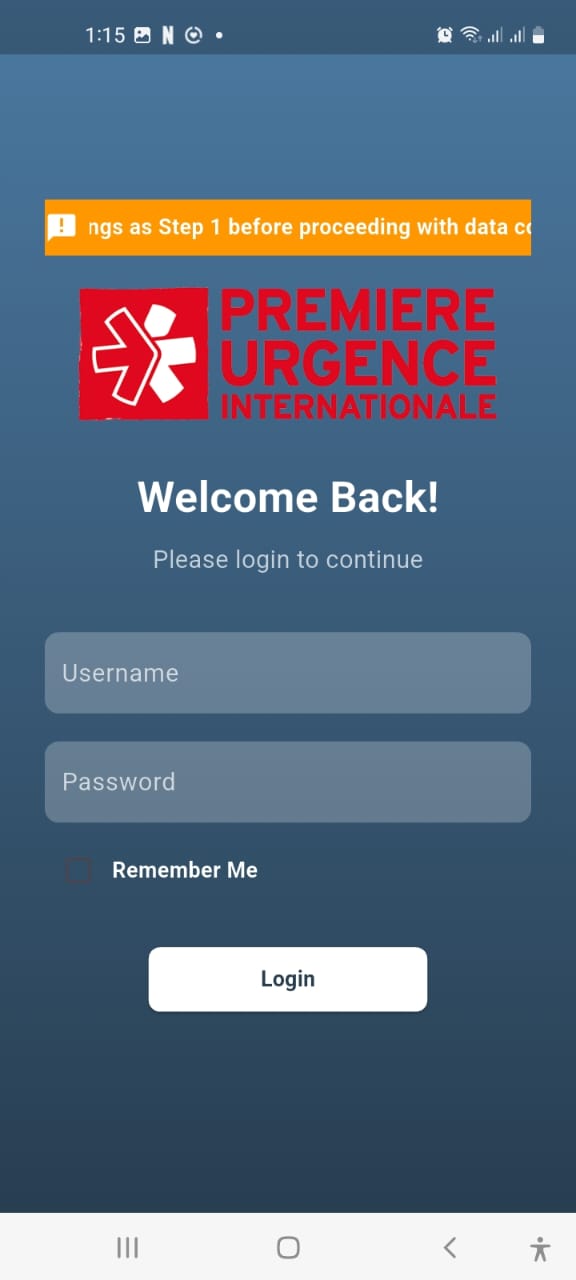 1:15
ngs as Step 1 before proceeding with data
PREMIERE
URGENCE
INTERNATIONALE
Welcome Back!
Please login to continue
Username
Password
Remember Me
Login